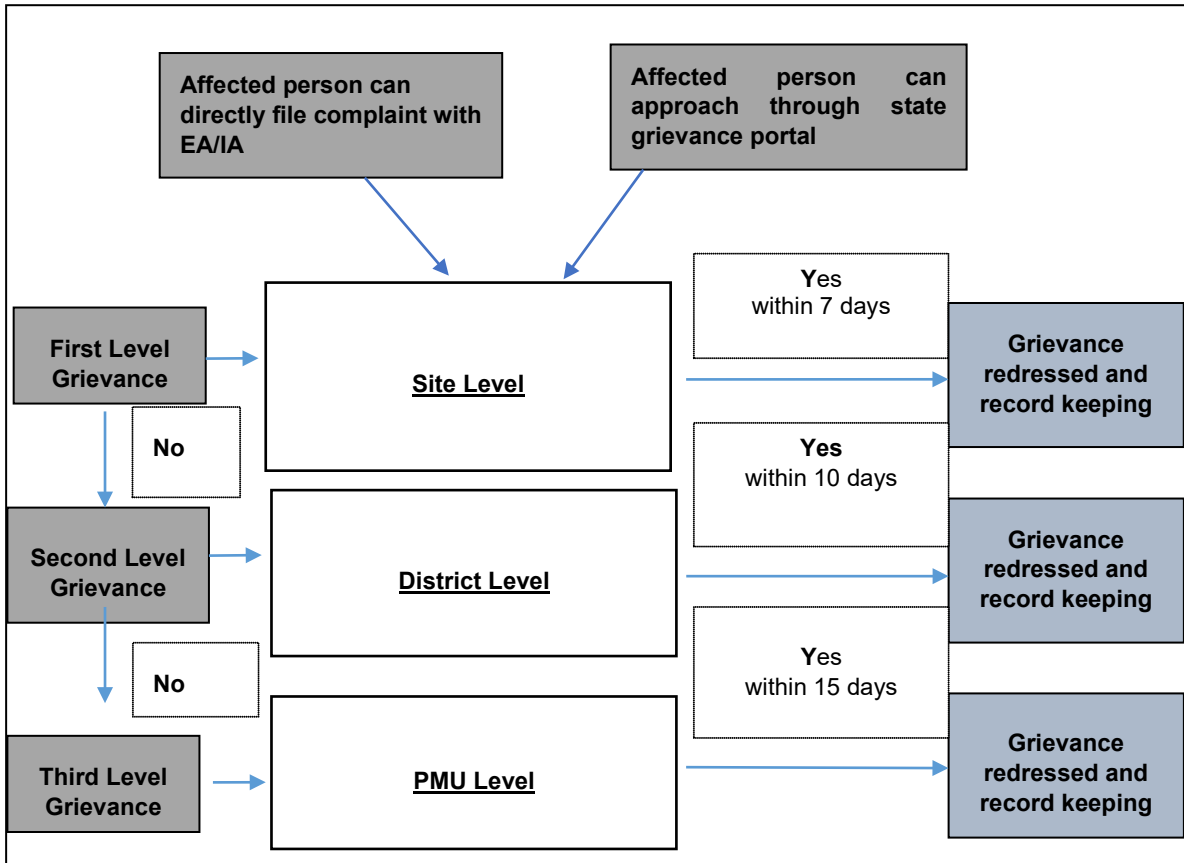 Affected person can
directly file complaint with
EA/IA
Affected person can
approach through state
grievance portal
Yes
within 7 days
First Level
Grievance
Site Level
Grievance
redressed and
record keeping
No
Yes
within 10 days
Second Level
Grievance
District Level
Grievance
redressed and
record keeping
No
Yes
within 15 days
Third Level
Grievance
PMU Level
Grievance
redressed and
record keeping